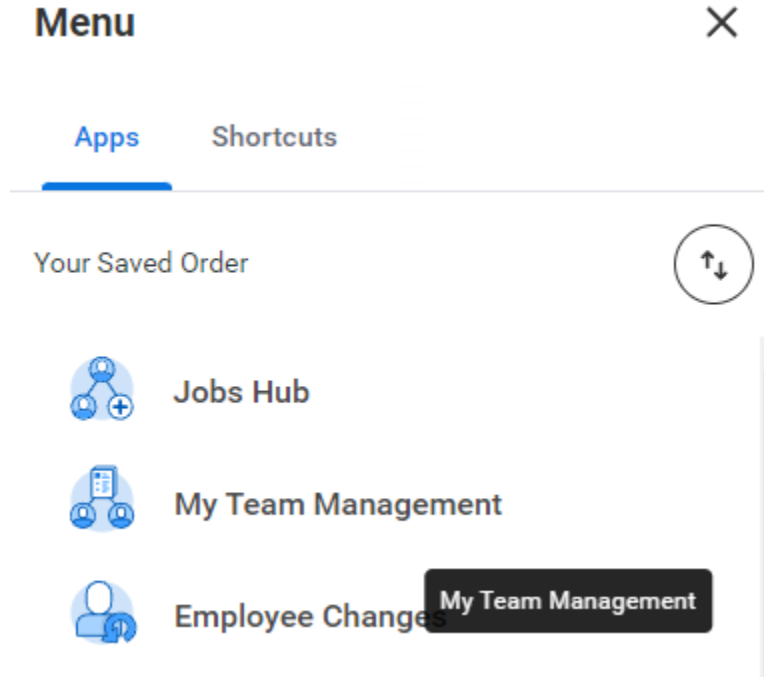 Menu
Apps
Shortcuts
Your Saved Order
Jobs Hub
My Team Management
Employee Changes
My Team Management